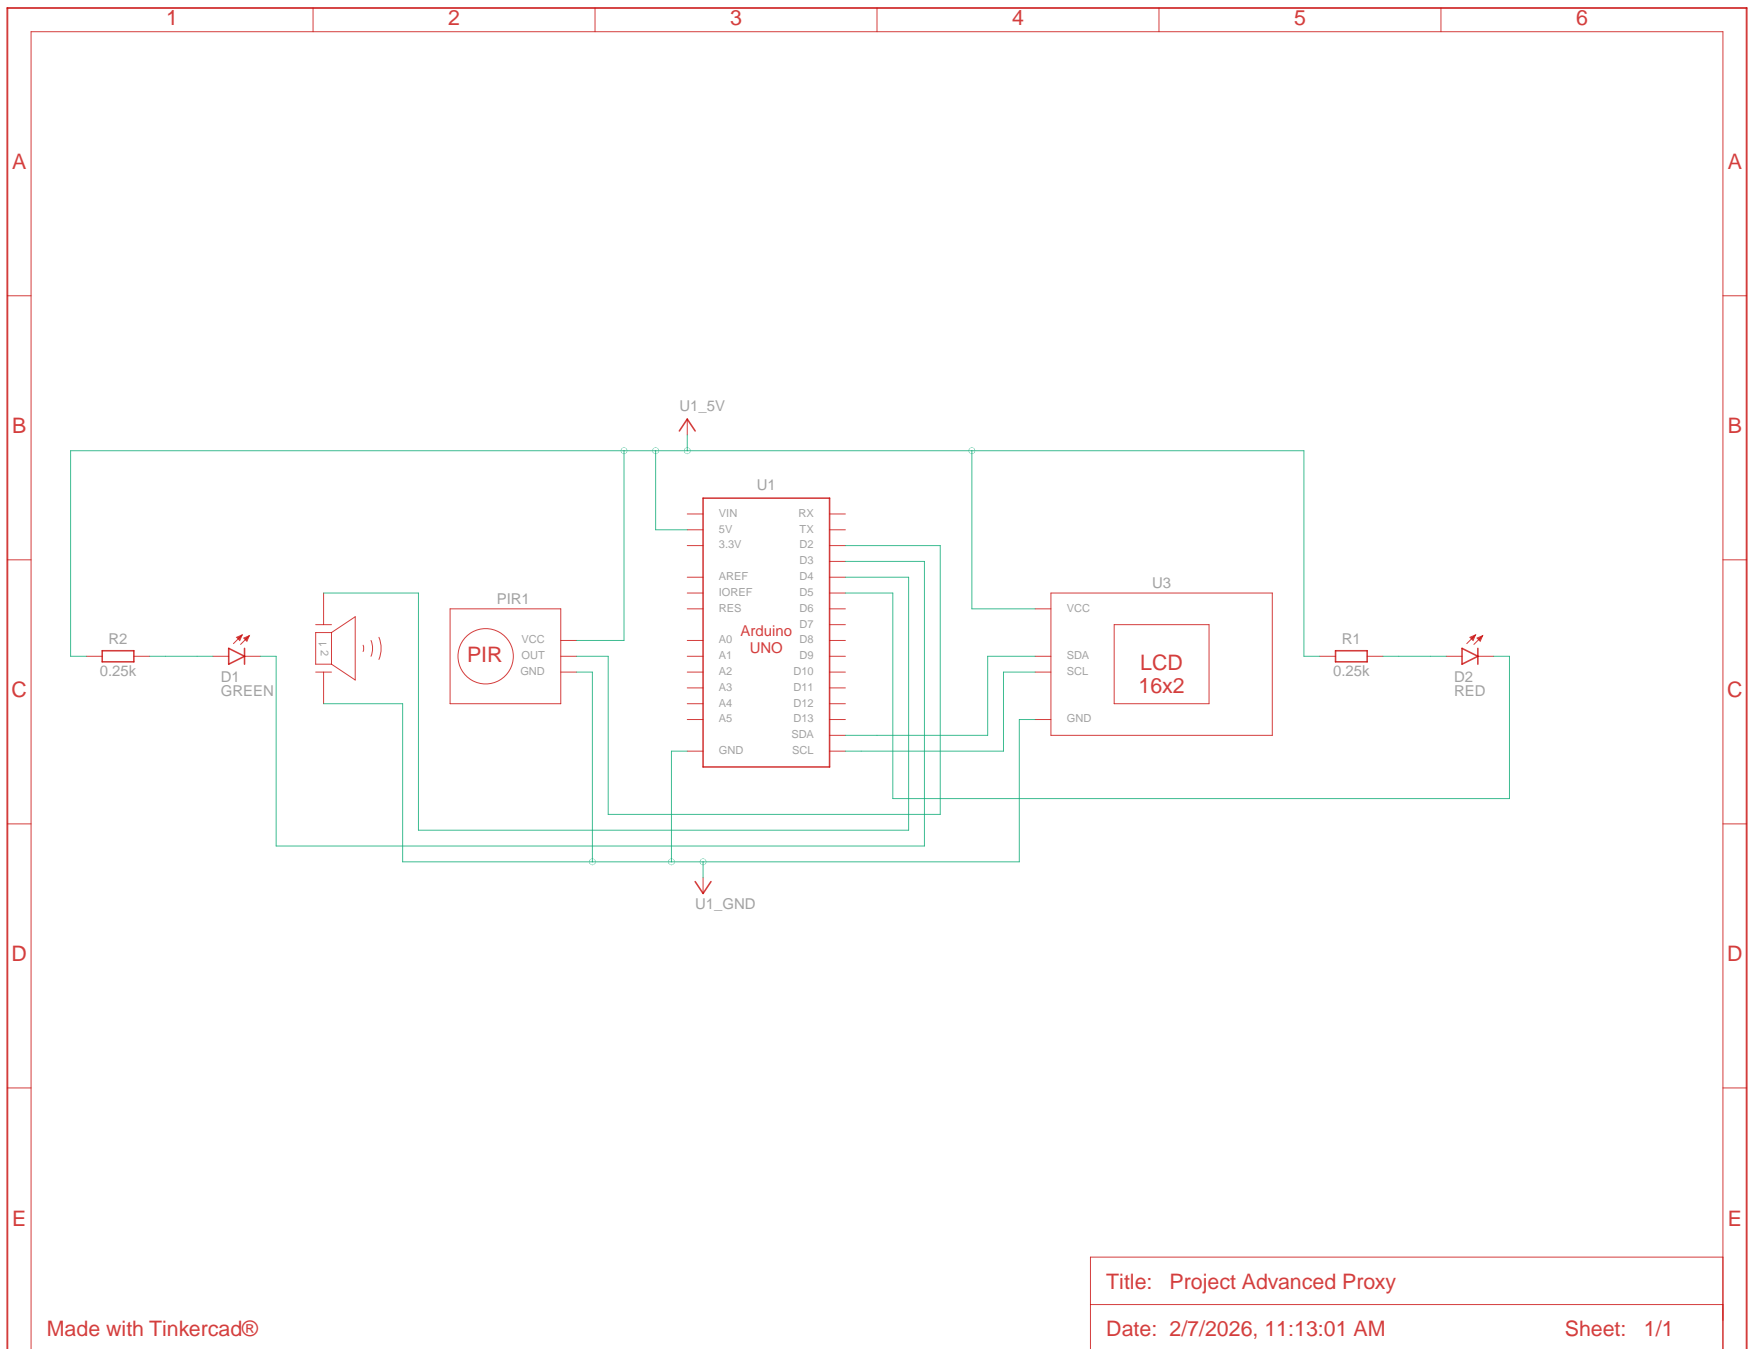 1 2 3 4 5 6
A A
B B
C C
D D
E E
U1_5V
U1
VIN RX
5V TX
3.3V D2
D3
AREF D4
IOREF D5
RES D6
D7
A0 D8
A1 D9
A2 D10
A3 D11
A4 D12
A5 D13
SDA
GND SCL
Arduino
UNO
R2
0.25k
D1
GREEN
1 2
PIR1
PIR
VCC
OUT
GND
U3
VCC
SDA
SCL
GND
LCD
16x2
R1
0.25k
D2
RED
U1_GND
Title: Project Advanced Proxy
Made with Tinkercad®
Date: 2/7/2026, 11:13:01 AM Sheet: 1/1